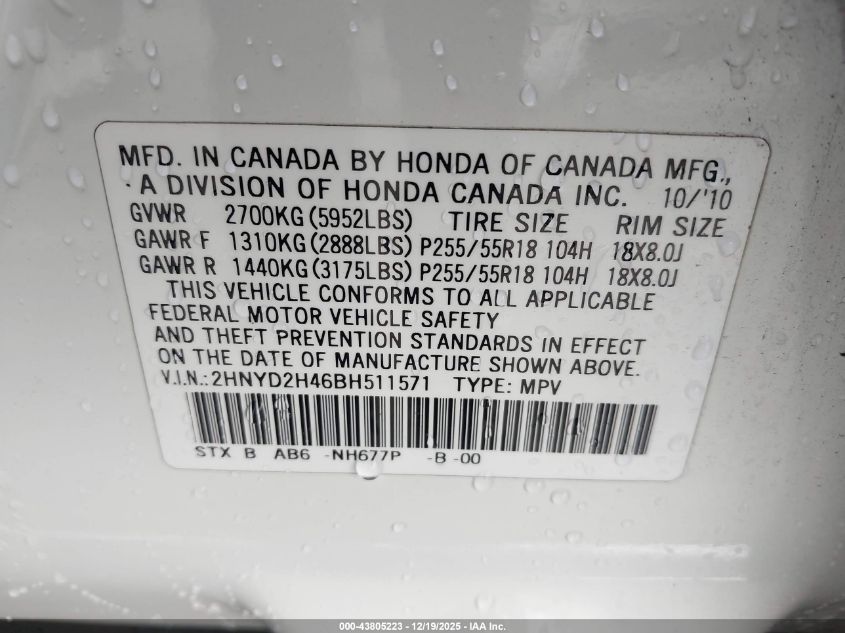 MFD. IN CANADA BY HONDA OF CANADA MFG.,
A DIVISION OF HONDA CANADA INC. 10/'10
GVWR 2700KG(5952LBS) TIRE SIZE RIM SIZE
GAWR F 1310KG(2888LBS) P255/55R18 104H 18X8.0J
GAWR R 1440KG(3175LBS) P255/55R18 104H 18X8.0J
THIS VEHICLE CONFORMS TO ALL APPLICABLE
FEDERAL MOTOR VEHICLE SAFETY
AND THEFT PREVENTION STANDARDS IN EFFECT
ON THE DATE OF MANUFACTURE SHOWN ABOVE.
V.I.N.:2HNYD2H46BH511571 TYPE: MPV
STX B AB6 -NH677P -B -00
000-43805223 - 12/19/2025 - IAA Inc.